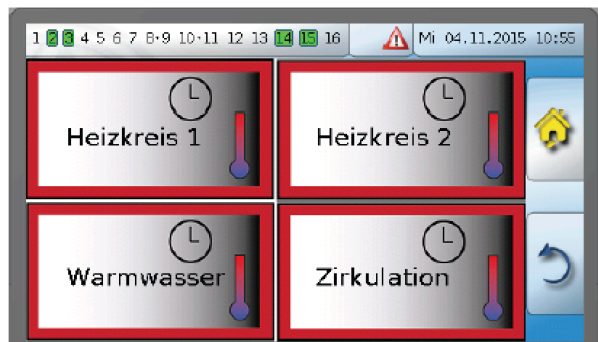 1 2 3 4 5 6 7 8·9 10·11 12 13 14 15 16 Mi 04.11.2015 10:55
Heizkreis 1 Heizkreis 2
Warmwasser Zirkulation